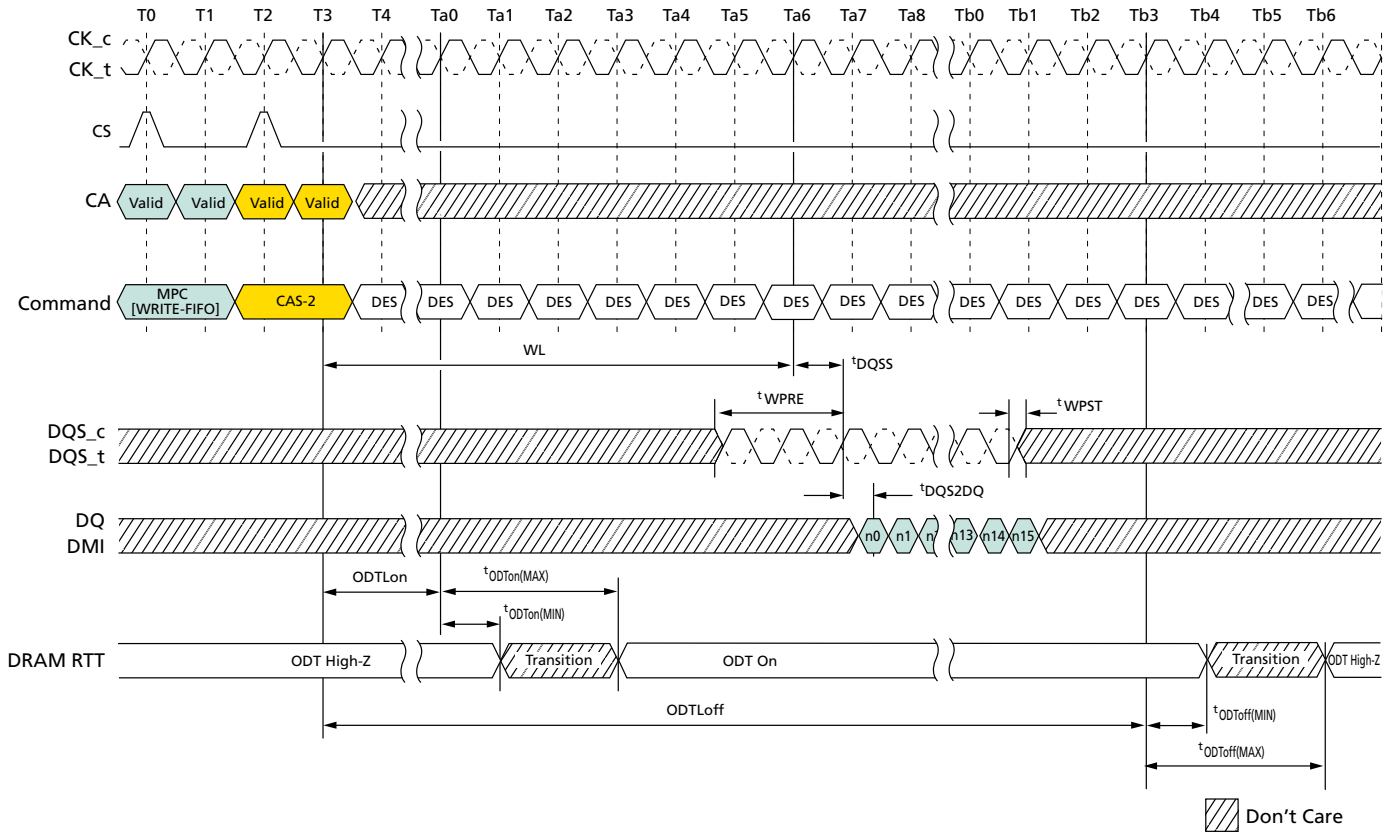 T0 T1 T2 T3 T4 Ta0 Ta1 Ta2 Ta3 Ta4 Ta5 Ta6 Ta7 Ta8 Tb0 Tb1 Tb2 Tb3 Tb4 Tb5 Tb6
CK_c
CK_t
CS
CA Valid Valid Valid Valid
Command MPC [WRITE-FIFO] CAS-2 DES DES DES DES DES DES DES DES DES DES DES DES DES DES DES DES DES
WL
tDQSS
tWPRE
tWPST
DQS_c
DQS_t
tDQS2DQ
DQ
DMI
n0 n1 n n13 n14 n15
ODTLon
tODTon(MAX)
tODTon(MIN)
DRAM RTT ODT High-Z Transition ODT On Transition ODT High-Z
ODTLoff
tODToff(MIN)
tODToff(MAX)
Don't Care